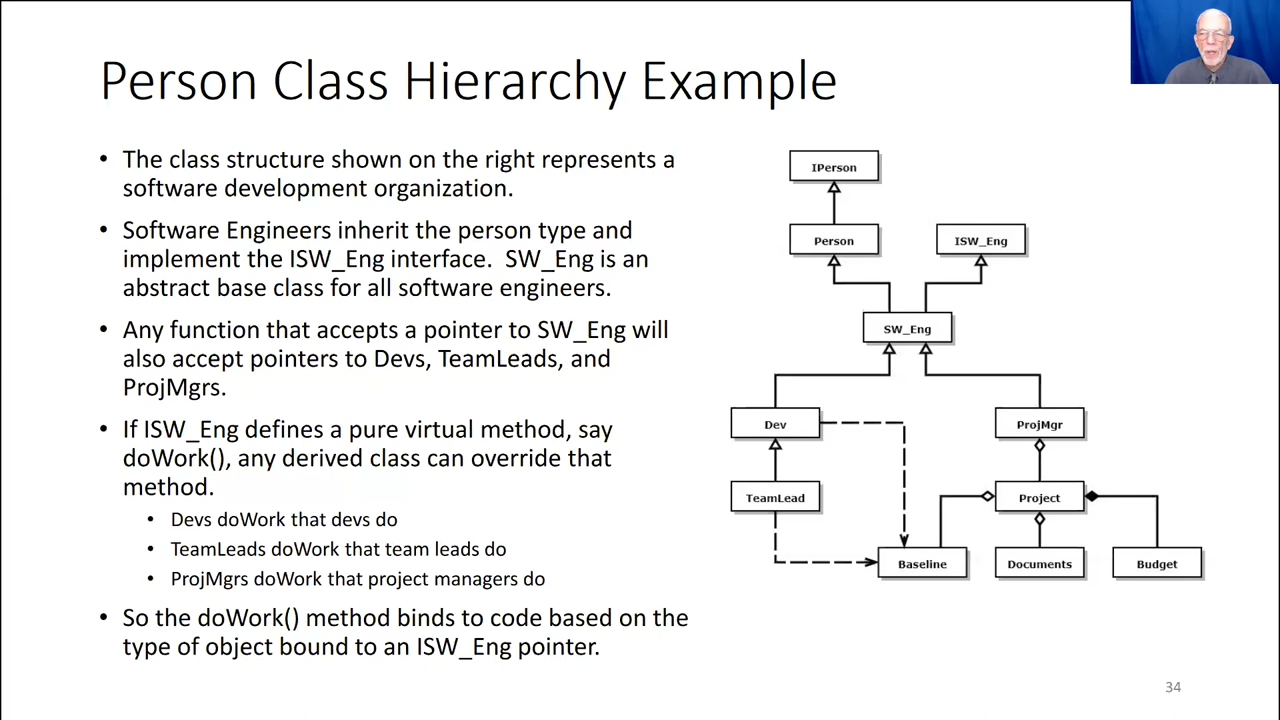 Person Class Hierarchy Example
• The class structure shown on the right represents a
software development organization.
• Software Engineers inherit the person type and
implement the ISW_Eng interface.  SW_Eng is an
abstract base class for all software engineers.
• Any function that accepts a pointer to SW_Eng will
also accept pointers to Devs, TeamLeads, and
ProjMgrs.
• If ISW_Eng defines a pure virtual method, say
doWork(), any derived class can override that
method.
• Devs doWork that devs do
• TeamLeads doWork that team leads do
• ProjMgrs doWork that project managers do
• So the doWork() method binds to code based on the
type of object bound to an ISW_Eng pointer.
IPerson
Person
ISW_Eng
SW_Eng
Dev
ProjMgr
TeamLead
Project
Baseline
Documents
Budget
34